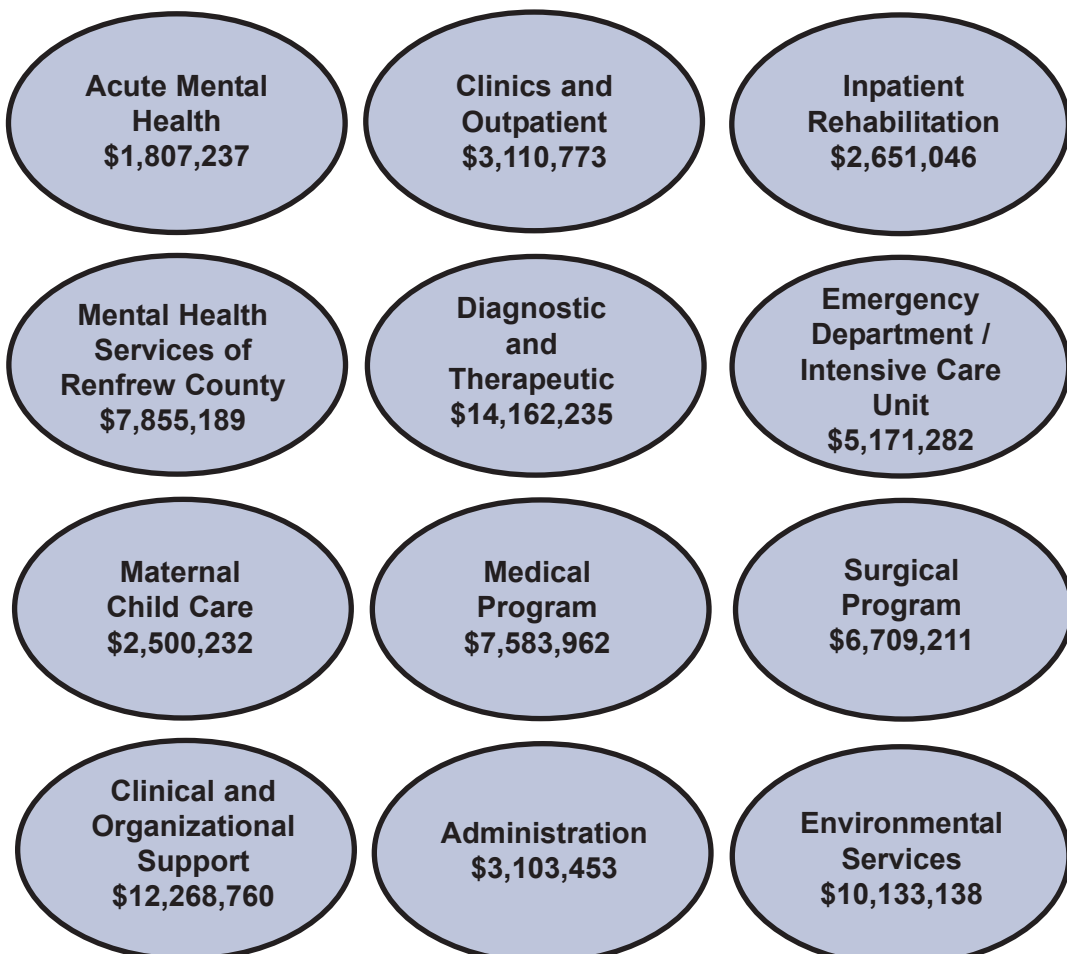 Acute Mental
Health
$1,807,237
Clinics and
Outpatient
$3,110,773
Inpatient
Rehabilitation
$2,651,046
Mental Health
Services of
Renfrew County
$7,855,189
Diagnostic
and
Therapeutic
$14,162,235
Emergency
Department /
Intensive Care
Unit
$5,171,282
Maternal
Child Care
$2,500,232
Medical
Program
$7,583,962
Surgical
Program
$6,709,211
Clinical and
Organizational
Support
$12,268,760
Administration
$3,103,453
Environmental
Services
$10,133,138